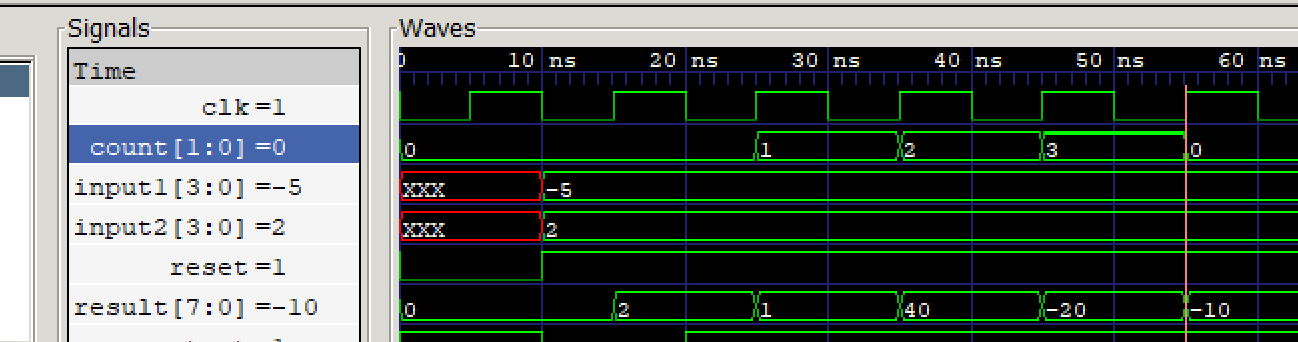 Signals
Waves
Time
0 10 ns 20 ns 30 ns 40 ns 50 ns 60 ns
clk=1
count[1:0]=0 0 1 2 3 0
input1[3:0]=-5 XXX -5
input2[3:0]=2 XXX 2
reset=1
result[7:0]=-10 0 2 1 40 -20 -10